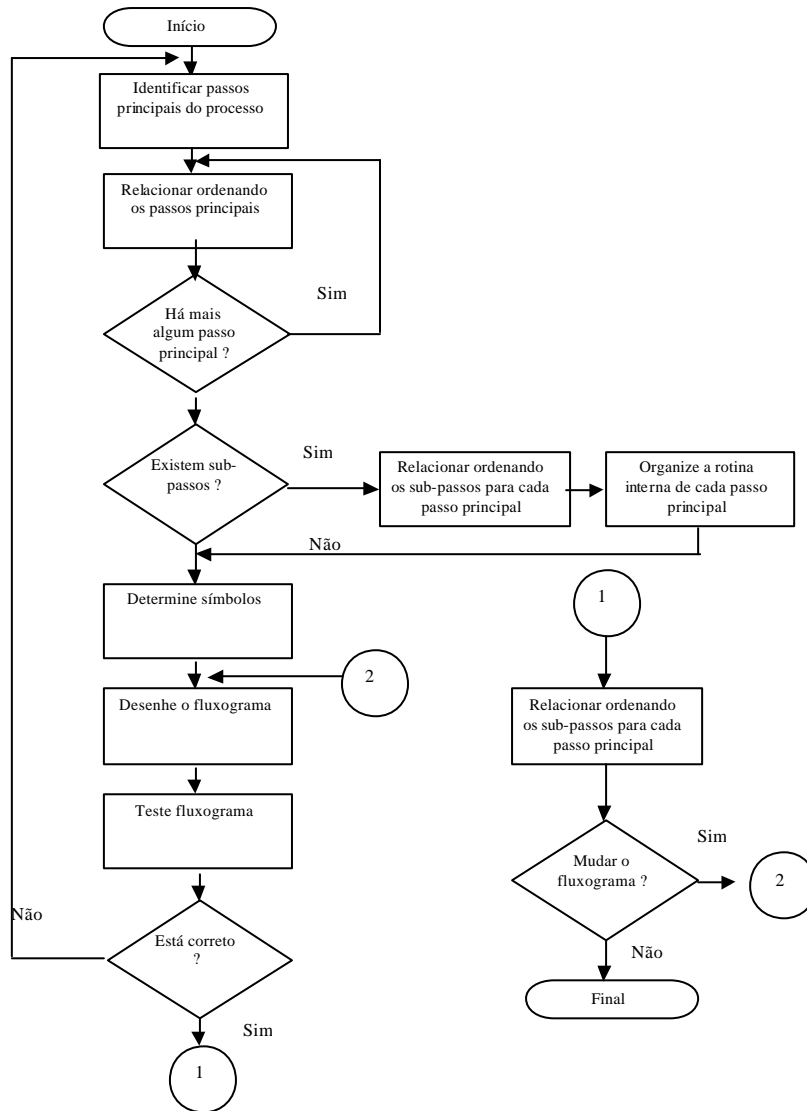 Início
Identificar passos
principais do processo
Relacionar ordenando
os passos principais
Sim
Há mais
algum passo
principal ?
Sim
Existem sub-
passos ?
Relacionar ordenando
os sub-passos para cada
passo principal
Organize a rotina
interna de cada passo
principal
Não
Determine símbolos
2
Desenhe o fluxograma
Teste fluxograma
Não
Está correto
?
Sim
1
1
Relacionar ordenando
os sub-passos para cada
passo principal
Mudar o
fluxograma ?
Sim
2
Não
Final